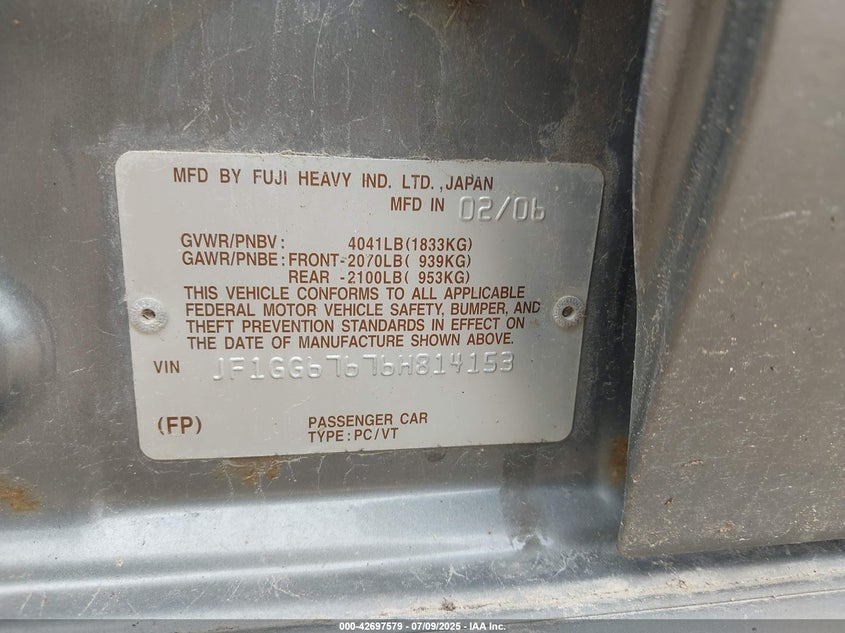 MFD BY FUJI HEAVY IND. LTD., JAPAN
MFD IN 02/06
GVWR/PNBV: 4041LB(1833KG)
GAWR/PNBE: FRONT-2070LB( 939KG)
REAR -2100LB( 953KG)
THIS VEHICLE CONFORMS TO ALL APPLICABLE
FEDERAL MOTOR VEHICLE SAFETY, BUMPER, AND
THEFT PREVENTION STANDARDS IN EFFECT ON
THE DATE OF MANUFACTURE SHOWN ABOVE.
VIN JF1GG67676H814153
(FP) PASSENGER CAR
TYPE: PC/VT
000-42697579 - 07/09/2025 - IAA Inc.